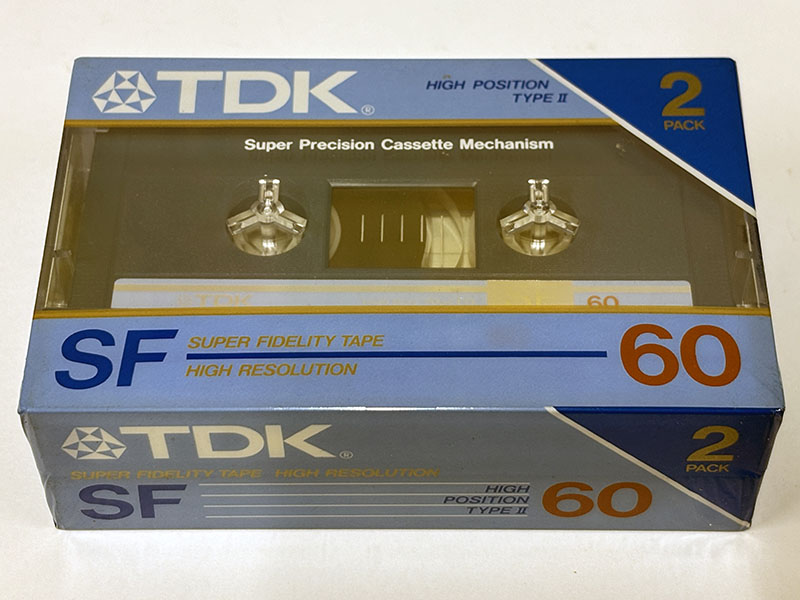 TDK®
HIGH POSITION
TYPE II
2
PACK
Super Precision Cassette Mechanism
TDK
60
SF
SUPER FIDELITY TAPE
HIGH RESOLUTION
60
TDK®
2
PACK
SUPER FIDELITY TAPE HIGH RESOLUTION
SF
HIGH
POSITION
TYPE II
60